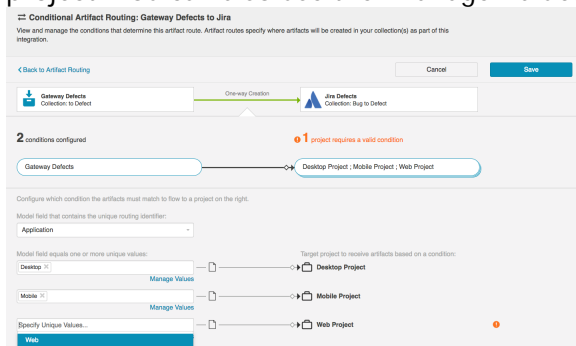 Conditional Artifact Routing: Gateway Defects to Jira
View and manage the conditions that determine this artifact route. Artifact routes specify where artifacts will be created in your collection(s) as part of this
integration.
Back to Artifact Routing
Cancel
Save
Gateway Defects
Collection: to Defect
One-way Creation
Jira Defects
Collection: Bug to Defect
2 conditions configured
1 project requires a valid condition
Gateway Defects
Desktop Project ; Mobile Project ; Web Project
Configure which condition the artifacts must match to flow to a project on the right.
Model field that contains the unique routing identifier:
Application
Model field equals one or more unique values:
Target project to receive artifacts based on a condition:
Desktop
Desktop Project
Manage Values
Mobile
Mobile Project
Manage Values
Specify Unique Values...
Web Project
Web